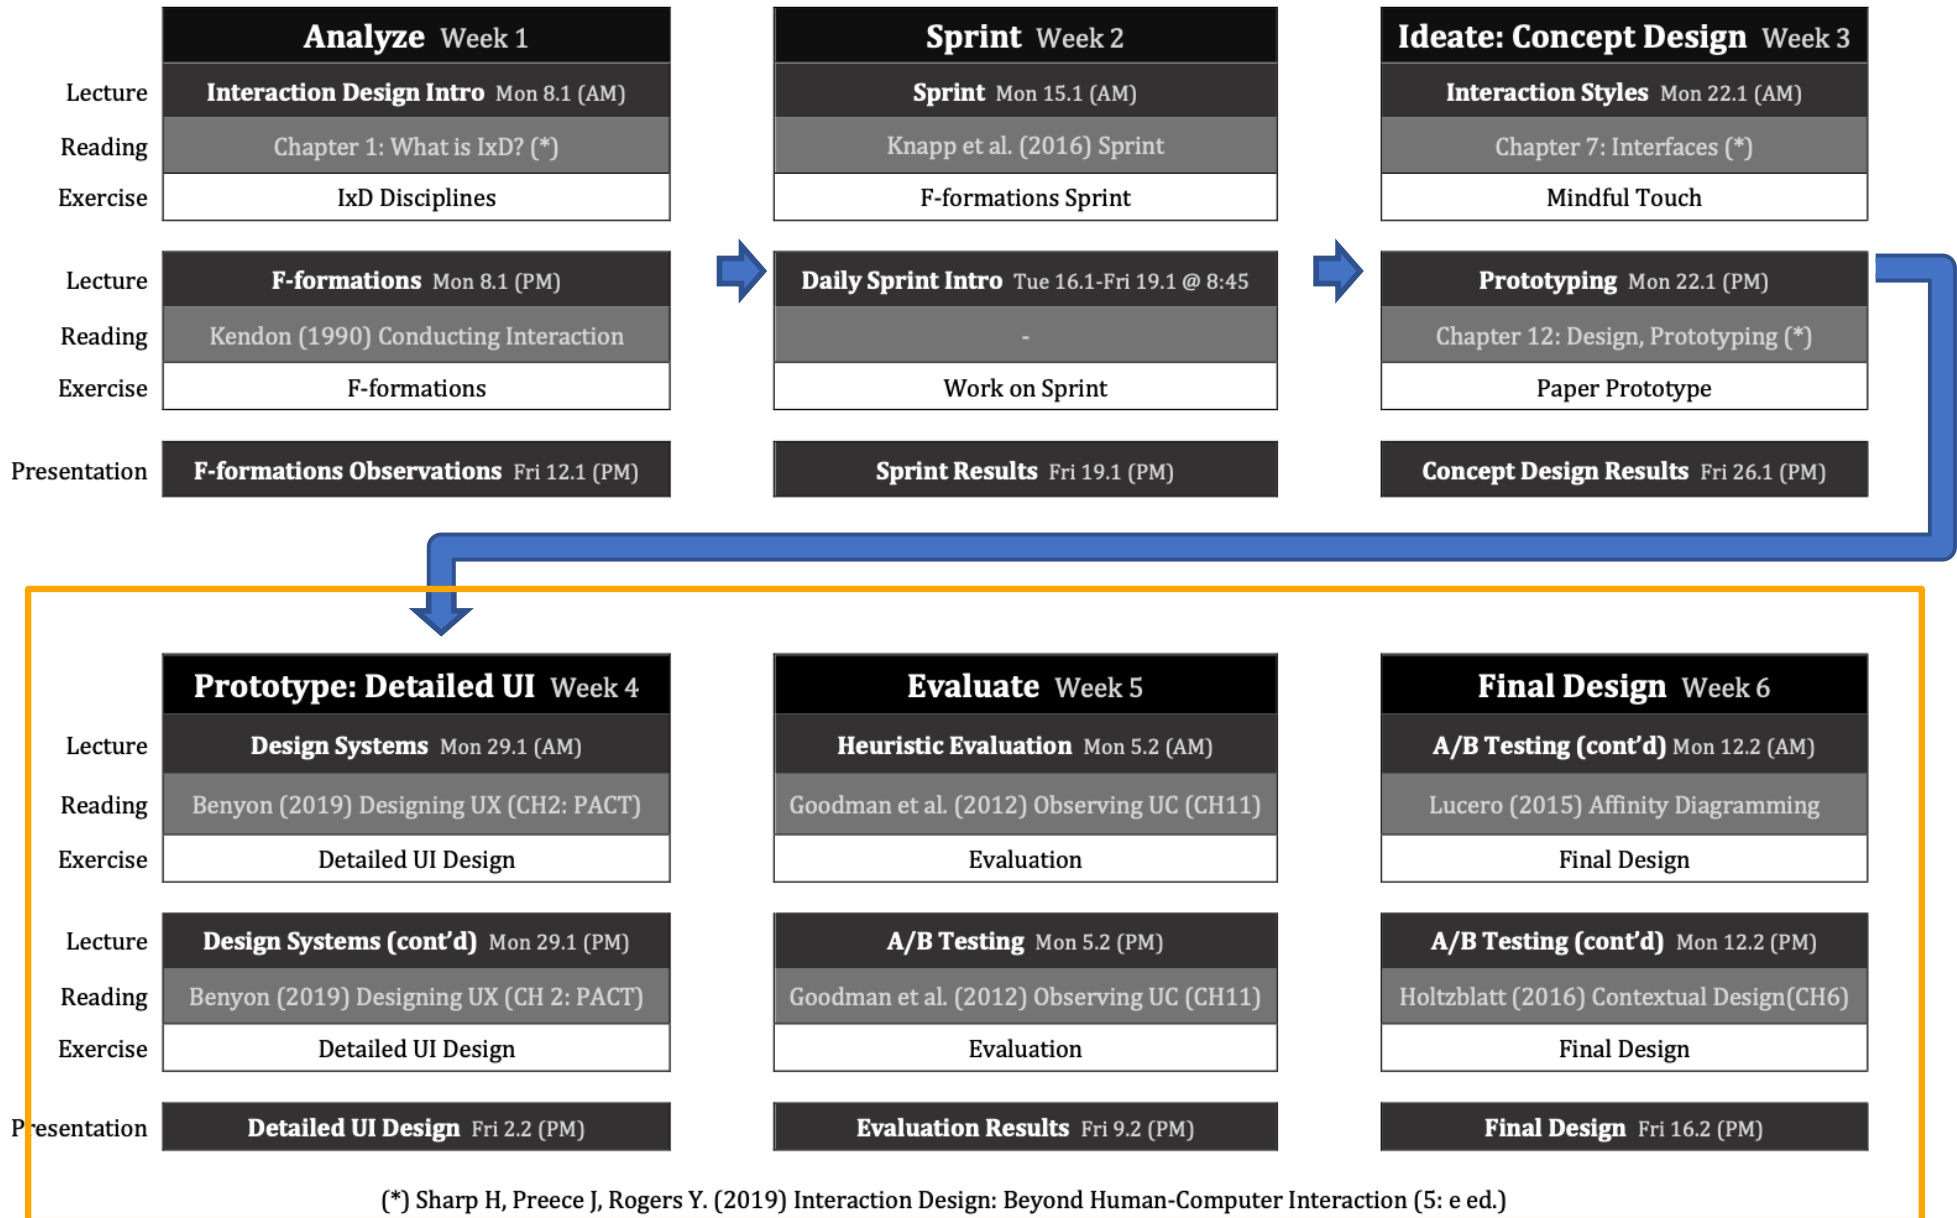 Analyze Week 1
Sprint Week 2
Ideate: Concept Design Week 3
Lecture
Interaction Design Intro Mon 8.1 (AM)
Sprint Mon 15.1 (AM)
Interaction Styles Mon 22.1 (AM)
Reading
Chapter 1: What is IxD? (*)
Knapp et al. (2016) Sprint
Chapter 7: Interfaces (*)
Exercise
IxD Disciplines
F-formations Sprint
Mindful Touch
Lecture
F-formations Mon 8.1 (PM)
Daily Sprint Intro Tue 16.1-Fri 19.1 @ 8:45
Prototyping Mon 22.1 (PM)
Reading
Kendon (1990) Conducting Interaction
-
Chapter 12: Design, Prototyping (*)
Exercise
F-formations
Work on Sprint
Paper Prototype
Presentation
F-formations Observations Fri 12.1 (PM)
Sprint Results Fri 19.1 (PM)
Concept Design Results Fri 26.1 (PM)
Prototype: Detailed UI Week 4
Evaluate Week 5
Final Design Week 6
Lecture
Design Systems Mon 29.1 (AM)
Heuristic Evaluation Mon 5.2 (AM)
A/B Testing (cont'd) Mon 12.2 (AM)
Reading
Benyon (2019) Designing UX (CH2: PACT)
Goodman et al. (2012) Observing UC (CH11)
Lucero (2015) Affinity Diagramming
Exercise
Detailed UI Design
Evaluation
Final Design
Lecture
Design Systems (cont'd) Mon 29.1 (PM)
A/B Testing Mon 5.2 (PM)
A/B Testing (cont'd) Mon 12.2 (PM)
Reading
Benyon (2019) Designing UX (CH 2: PACT)
Goodman et al. (2012) Observing UC (CH11)
Holtzblatt (2016) Contextual Design(CH6)
Exercise
Detailed UI Design
Evaluation
Final Design
Presentation
Detailed UI Design Fri 2.2 (PM)
Evaluation Results Fri 9.2 (PM)
Final Design Fri 16.2 (PM)
(*) Sharp H, Preece J, Rogers Y. (2019) Interaction Design: Beyond Human-Computer Interaction (5: e ed.)